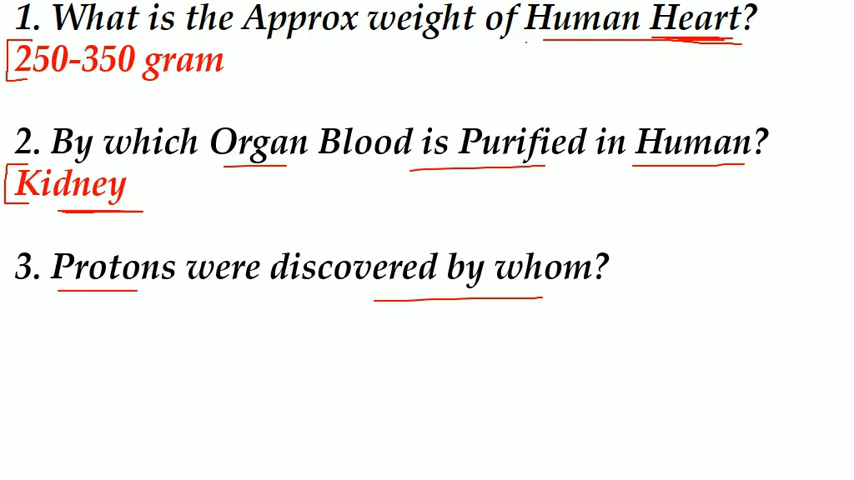 1. What is the Approx weight of Human Heart?
250-350 gram
2. By which Organ Blood is Purified in Human?
Kidney
3. Protons were discovered by whom?